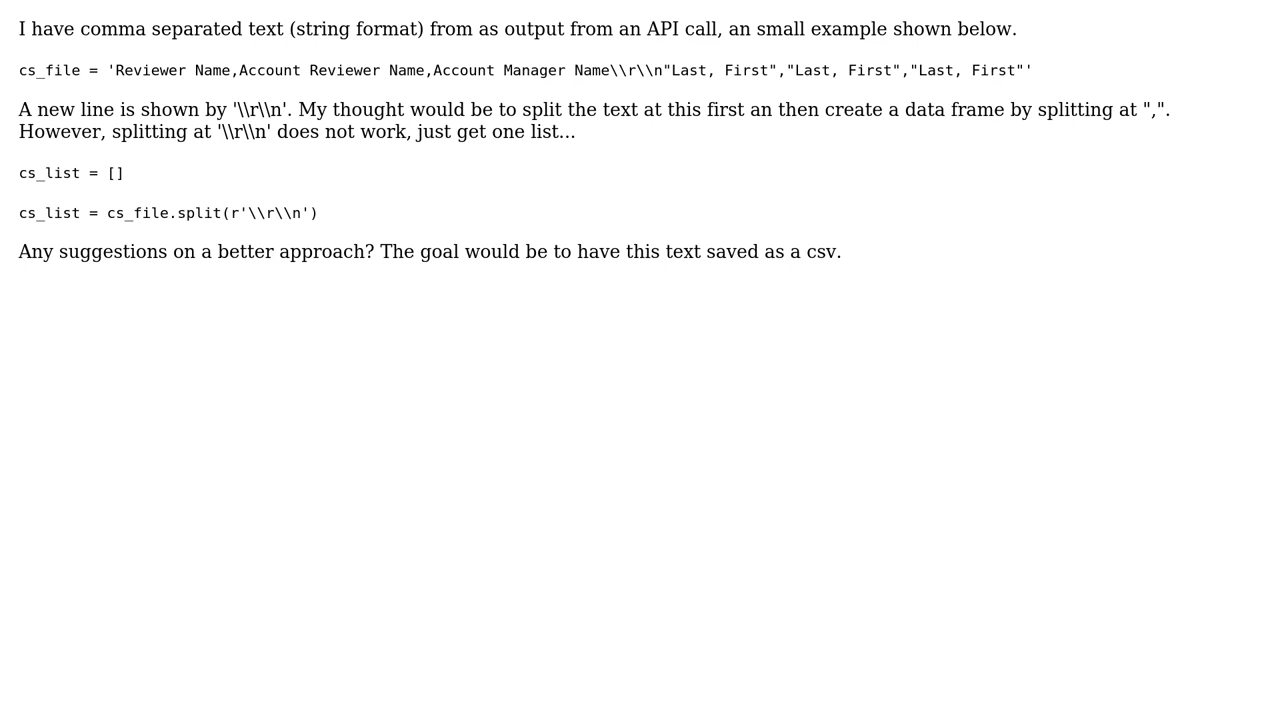 I have comma separated text (string format) from as output from an API call, an small example shown below.
cs_file = 'Reviewer Name,Account Reviewer Name,Account Manager Name\\r\\n"Last, First","Last, First","Last, First"'
A new line is shown by '\\r\\n'. My thought would be to split the text at this first an then create a data frame by splitting at ",".
However, splitting at '\\r\\n' does not work, just get one list...
cs_list = []
cs_list = cs_file.split(r'\\r\\n')
Any suggestions on a better approach? The goal would be to have this text saved as a csv.